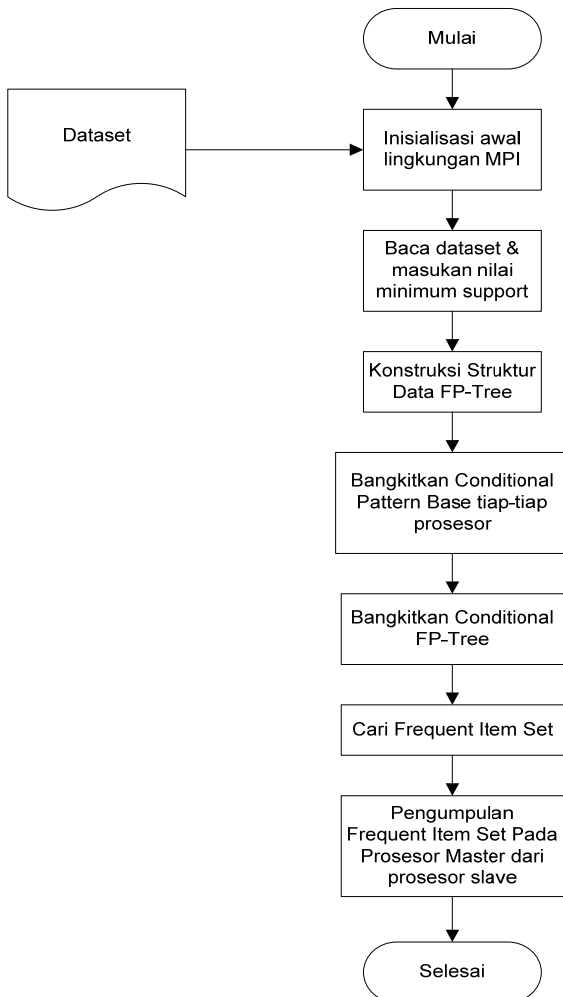 Mulai
Dataset
Inisialisasi awal
lingkungan MPI
Baca dataset &
masukan nilai
minimum support
Konstruksi Struktur
Data FP-Tree
Bangkitkan Conditional
Pattern Base tiap-tiap
prosesor
Bangkitkan Conditional
FP-Tree
Cari Frequent Item Set
Pengumpulan
Frequent Item Set Pada
Prosesor Master dari
prosesor slave
Selesai